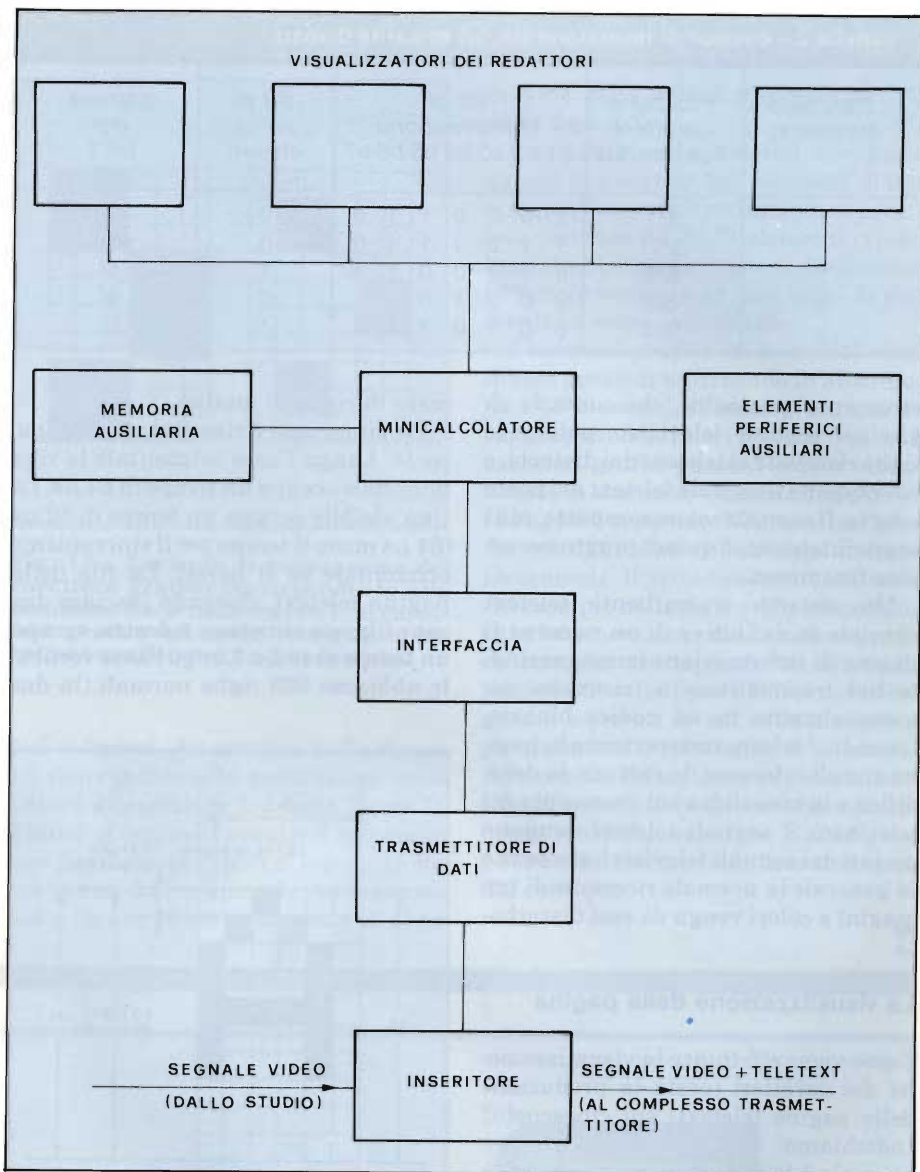 VISUALIZZATORI DEI REDATTORI
MEMORIA
AUSILIARIA
MINICALCOLATORE
ELEMENTI
PERIFERICI
AUSILIARI
INTERFACCIA
TRASMETTITORE DI
DATI
SEGNALE VIDEO
(DALLO STUDIO)
INSERITORE
SEGNALE VIDEO + TELETEXT
(AL COMPLESSO TRASMET-
TITORE)